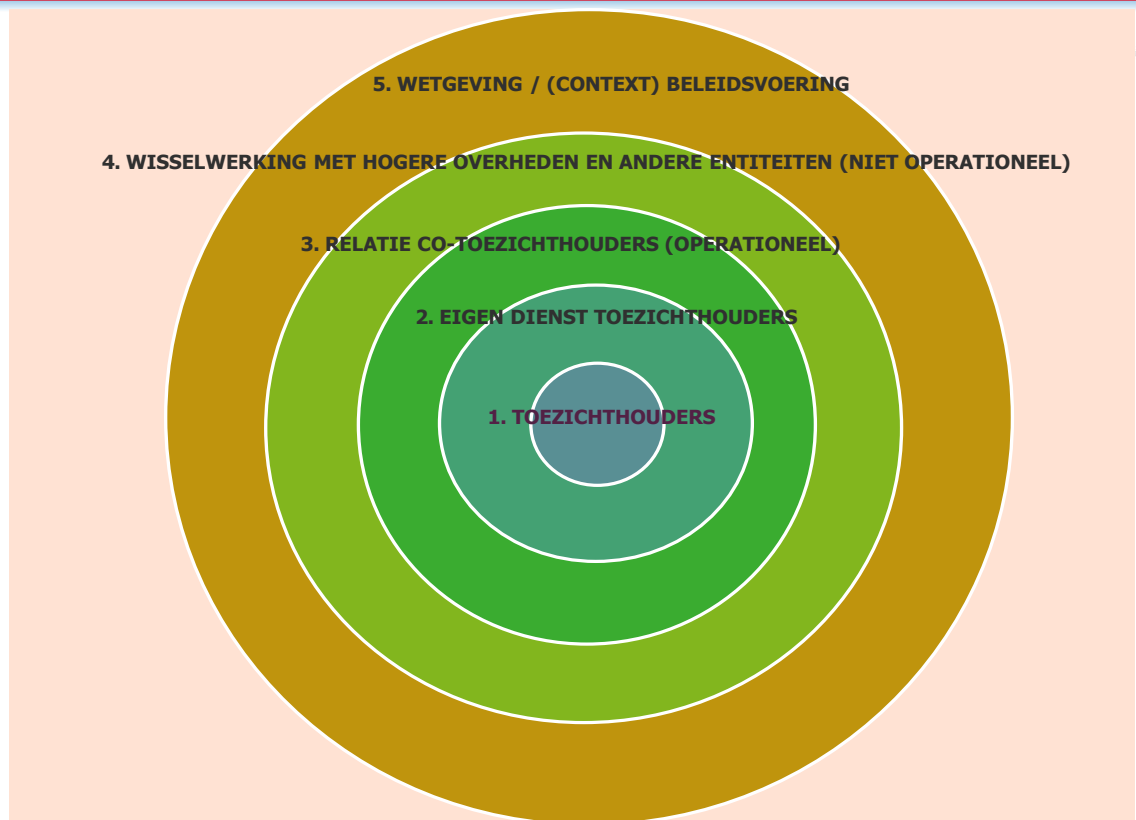 5. WETGEVING / (CONTEXT) BELEIDSVOERING
4. WISSELWERKING MET HOGERE OVERHEDEN EN ANDERE ENTITEITEN (NIET OPERATIONEEL)
3. RELATIE CO-TOEZICHTHOUDERS (OPERATIONEEL)
2. EIGEN DIENST TOEZICHTHOUDERS
1. TOEZICHTHOUDERS